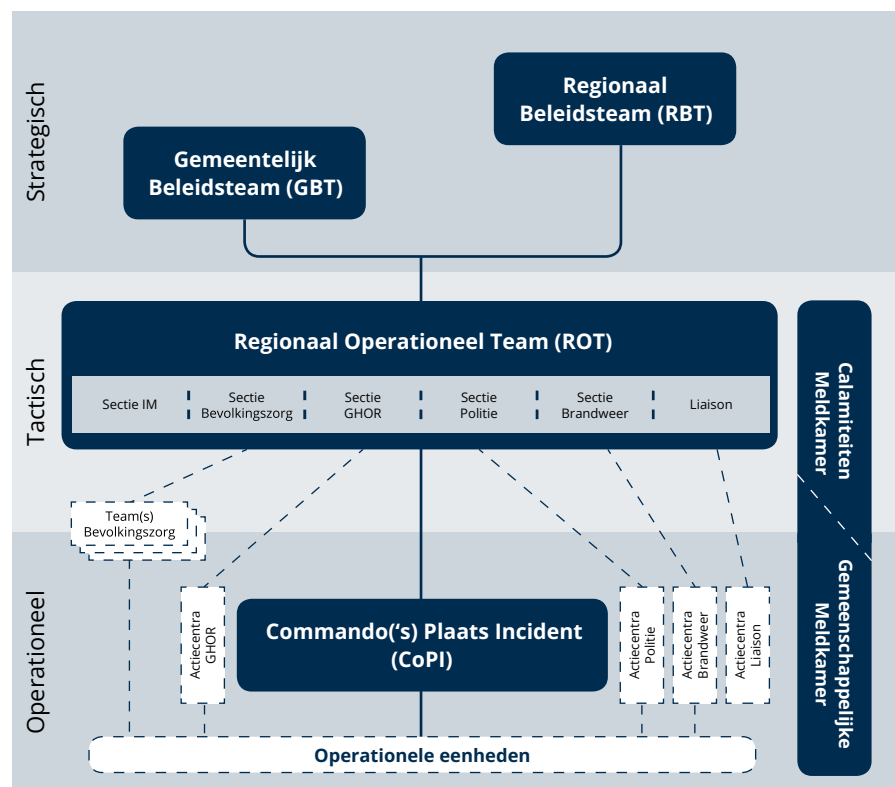 Strategisch
Regionaal
Beleidsteam (RBT)
Gemeentelijk
Beleidsteam (GBT)
Tactisch
Regionaal Operationeel Team (ROT)
Sectie IM
Sectie
Bevolkingszorg
Sectie
GHOR
Sectie
Politie
Sectie
Brandweer
Liaison
Calamiteiten
Meldkamer
Team(s)
Bevolkingszorg
Operationeel
Actiecentra
GHOR
Commando(‘s) Plaats Incident
(CoPI)
Actiecentra
Politie
Actiecentra
Brandweer
Actiecentra
Liaison
Gemeenschappelijke
Meldkamer
Operationele eenheden